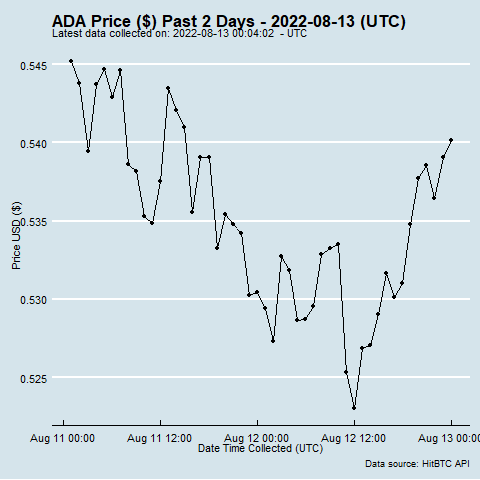 ADA Price ($) Past 2 Days - 2022-08-13 (UTC)
Latest data collected on: 2022-08-13 00:04:02 - UTC
0.545
0.540
0.535
0.530
0.525
Price USD ($)
Aug 11 00:00 Aug 11 12:00 Aug 12 00:00 Aug 12 12:00 Aug 13 00:00
Date Time Collected (UTC)
Data source: HitBTC API